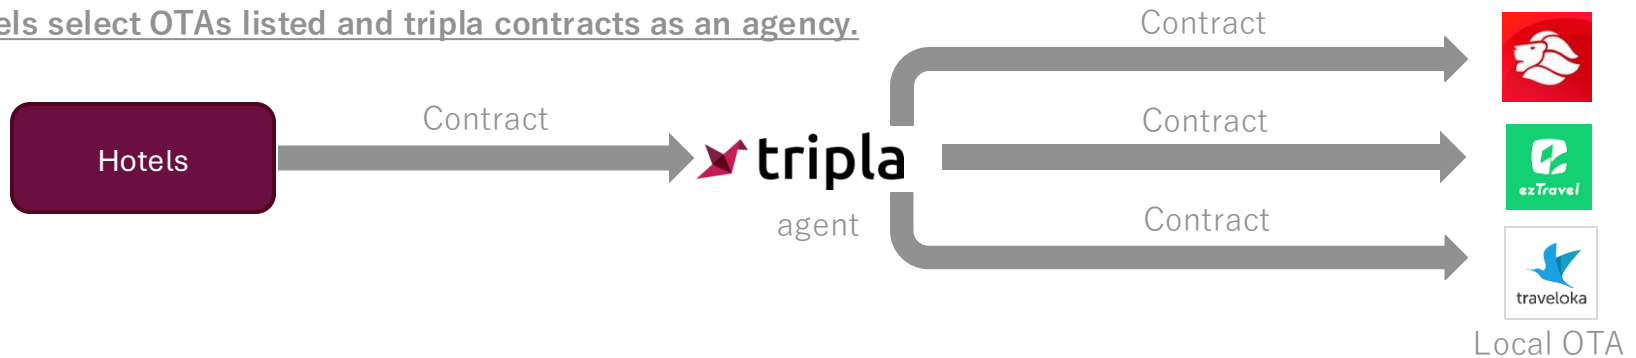 els select OTAs listed and tripla contracts as an agency.
Contract
Contract
Hotels
tripla
Contract
ezTravel
agent
Contract
traveloka
Local OTA